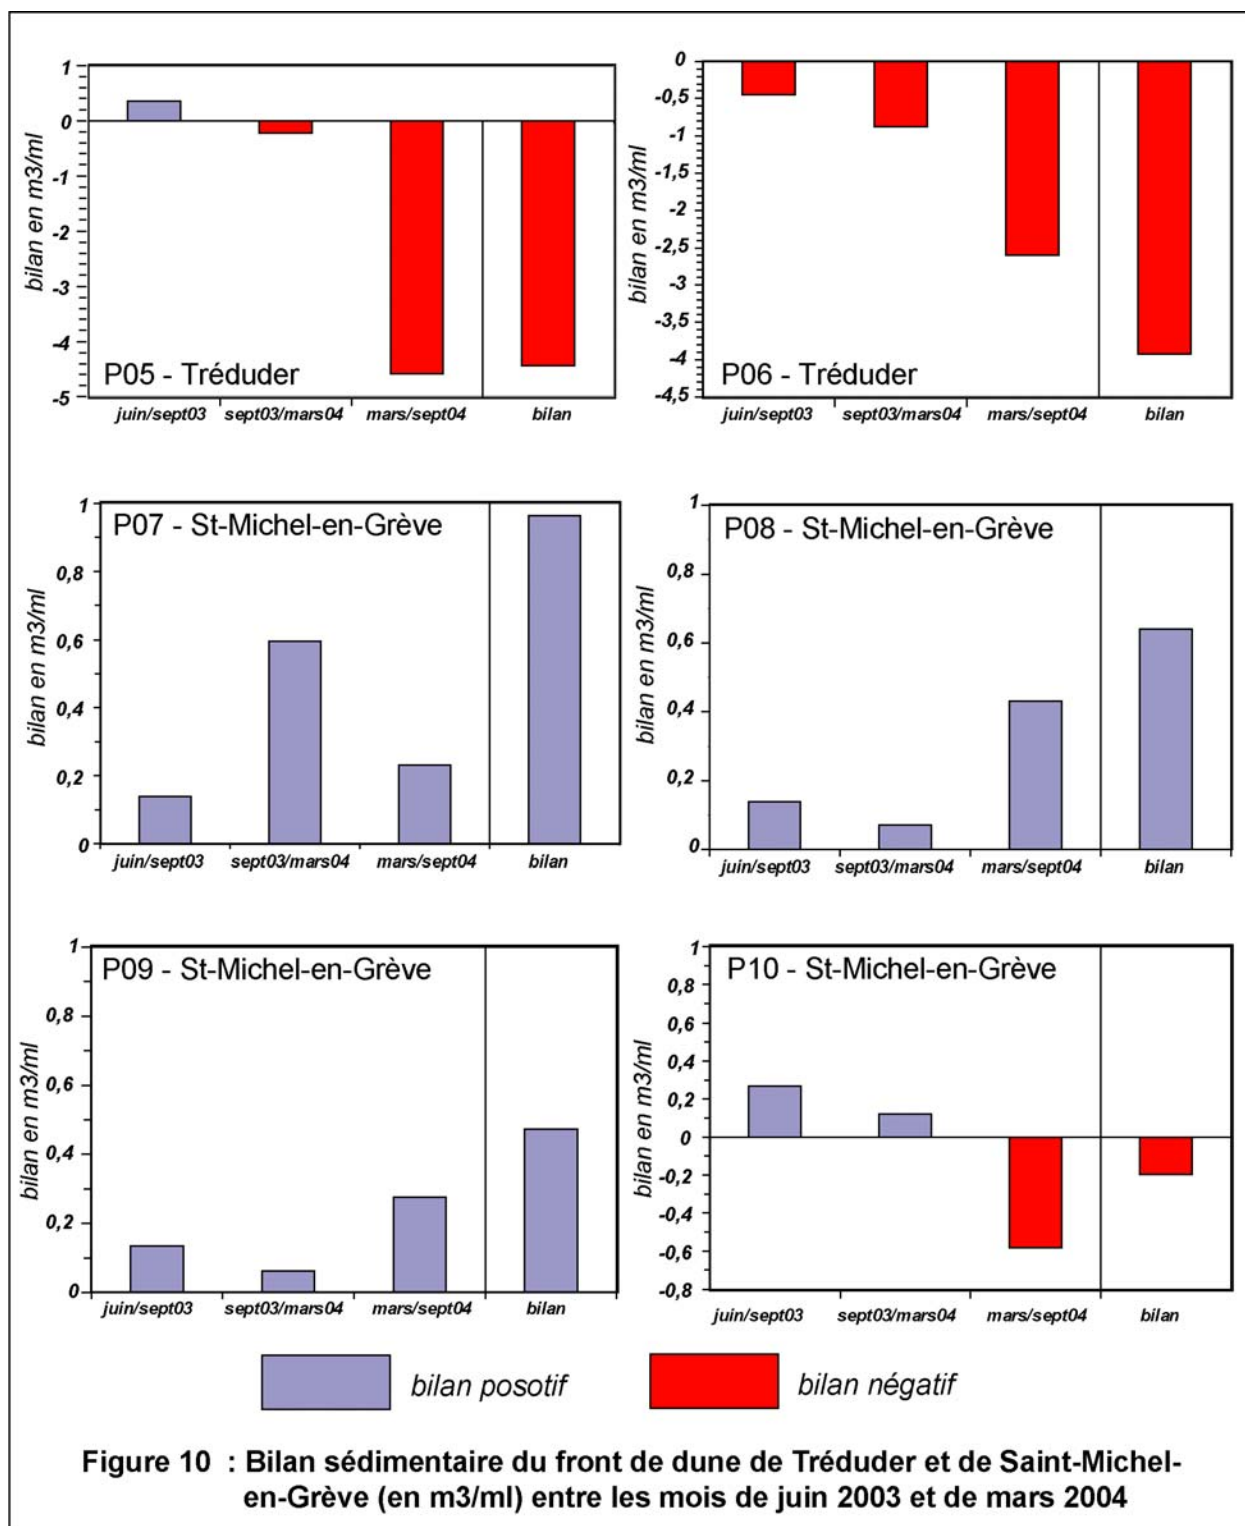 1
0
-1
-2
-3
-4
-5
bilan en m3/ml
P05 - Tréduder
juin/sept03 sept03/mars04 mars/sept04 bilan
0
-0,5
-1
-1,5
-2
-2,5
-3
-3,5
-4
-4,5
bilan en m3/ml
P06 - Tréduder
juin/sept03 sept03/mars04 mars/sept04 bilan
P07 - St-Michel-en-Grève
1
0,8
0,6
0,4
0,2
0
bilan en m3/ml
juin/sept03 sept03/mars04 mars/sept04 bilan
P08 - St-Michel-en-Grève
1
0,8
0,6
0,4
0,2
0
bilan en m3/ml
juin/sept03 sept03/mars04 mars/sept04 bilan
P09 - St-Michel-en-Grève
1
0,8
0,6
0,4
0,2
0
bilan en m3/ml
juin/sept03 sept03/mars04 mars/sept04 bilan
P10 - St-Michel-en-Grève
1
0,8
0,6
0,4
0,2
0
-0,2
-0,4
-0,6
-0,8
bilan en m3/ml
juin/sept03 sept03/mars04 mars/sept04 bilan
bilan posotif
bilan négatif
Figure 10 : Bilan sédimentaire du front de dune de Tréduder et de Saint-Michel-
en-Grève (en m3/ml) entre les mois de juin 2003 et de mars 2004